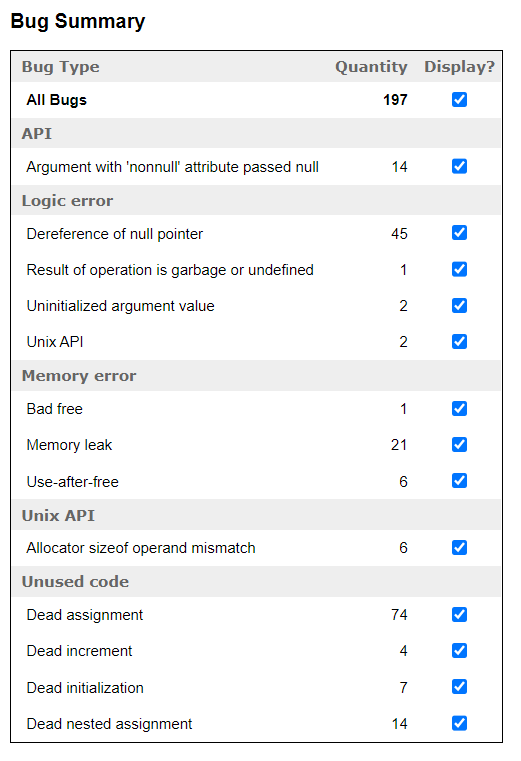 Bug Summary
Bug Type Quantity Display?
All Bugs 197
API
Argument with 'nonnull' attribute passed null 14
Logic error
Dereference of null pointer 45
Result of operation is garbage or undefined 1
Uninitialized argument value 2
Unix API 2
Memory error
Bad free 1
Memory leak 21
Use-after-free 6
Unix API
Allocator sizeof operand mismatch 6
Unused code
Dead assignment 74
Dead increment 4
Dead initialization 7
Dead nested assignment 14